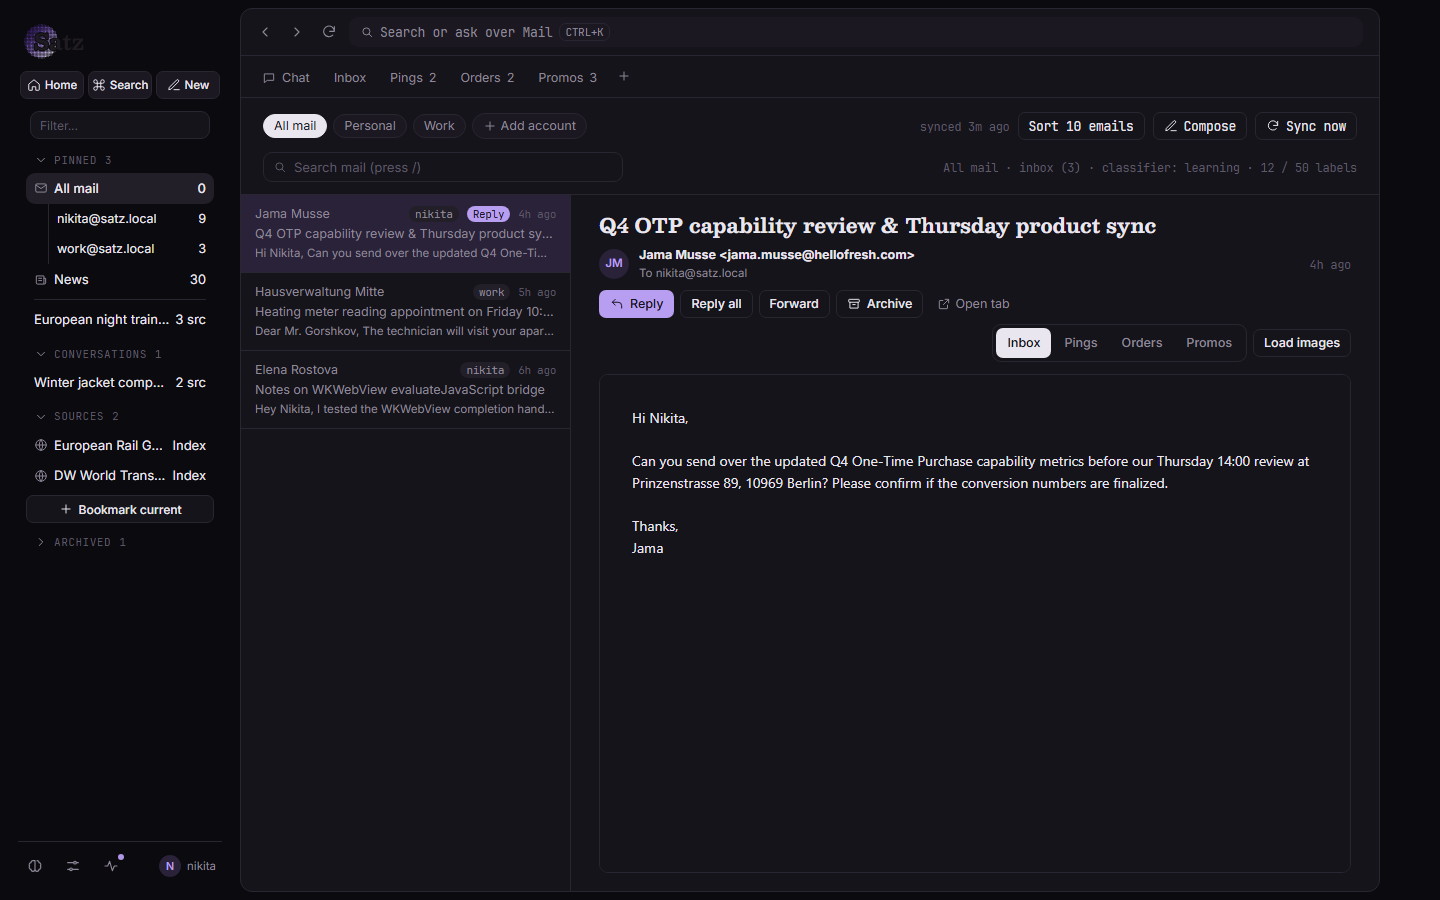 Satz
Home Search New
Filter...
PINNED 3
All mail 0
nikita@satz.local 9
work@satz.local 3
News 30
European night train... 3 src
CONVERSATIONS 1
Winter jacket comp... 2 src
SOURCES 2
European Rail G... Index
DW World Trans... Index
+ Bookmark current
ARCHIVED 1
N nikita
Search or ask over Mail CTRL+K
Chat Inbox Pings 2 Orders 2 Promos 3 +
All mail Personal Work + Add account
synced 3m ago Sort 10 emails Compose Sync now
Search mail (press /)
All mail · inbox (3) · classifier: learning · 12 / 50 labels
Jama Musse nikita Reply 4h ago
Q4 OTP capability review & Thursday product sy...
Hi Nikita, Can you send over the updated Q4 One-Ti...
Hausverwaltung Mitte work 5h ago
Heating meter reading appointment on Friday 10:...
Dear Mr. Gorshkov, The technician will visit your apar...
Elena Rostova nikita 6h ago
Notes on WKWebView evaluateJavaScript bridge
Hey Nikita, I tested the WKWebView completion hand...
Q4 OTP capability review & Thursday product sync
JM Jama Musse <jama.musse@hellofresh.com>
To nikita@satz.local
4h ago
Reply Reply all Forward Archive Open tab
Inbox Pings Orders Promos Load images
Hi Nikita,
Can you send over the updated Q4 One-Time Purchase capability metrics before our Thursday 14:00 review at
Prinzenstrasse 89, 10969 Berlin? Please confirm if the conversion numbers are finalized.
Thanks,
Jama